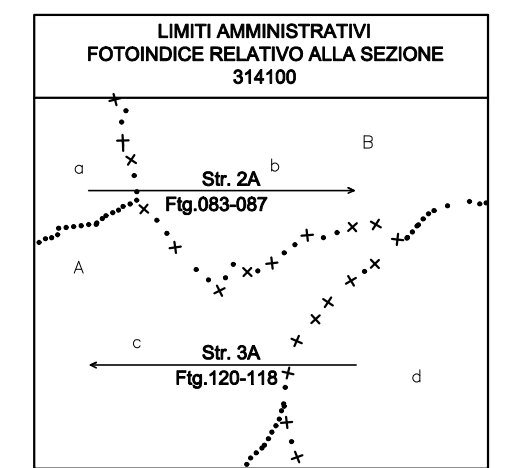 LIMITI AMMINISTRATIVI
FOTOINDICE RELATIVO ALLA SEZIONE
314100
B
a
b
Str. 2A
Ftg.083-087
A
c
Str. 3A
Ftg.120-118
d